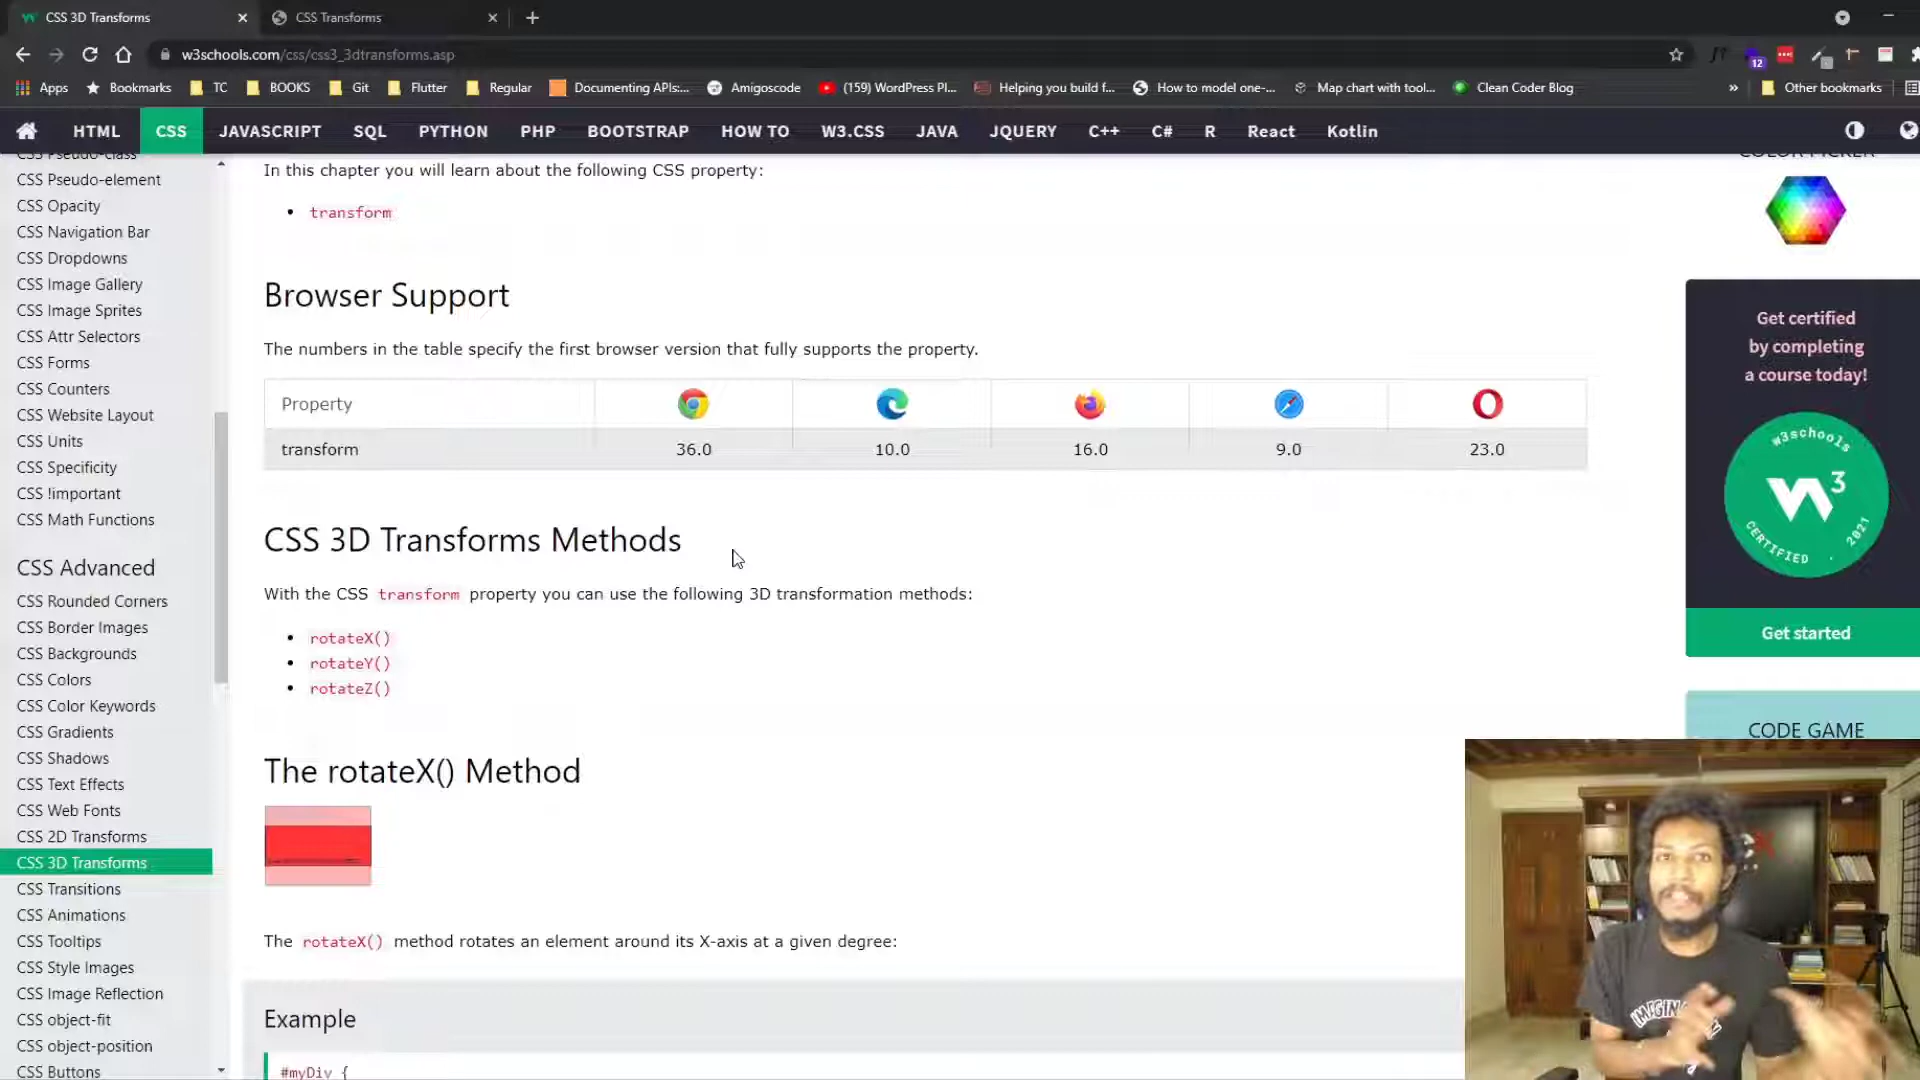 CSS 3D Transforms
CSS Transforms
w3schools.com/css/css3_3dtransforms.asp
12
Apps
Bookmarks
TC
BOOKS
Git
Flutter
Regular
Documenting APIs:...
Amigoscode
(159) WordPress Pl...
Helping you build f...
How to model one-...
Map chart with tool...
Clean Coder Blog
»
Other bookmarks
HTML
CSS
JAVASCRIPT
SQL
PYTHON
PHP
BOOTSTRAP
HOW TO
W3.CSS
JAVA
JQUERY
C++
C#
R
React
Kotlin
CSS Pseudo-class
CSS Pseudo-element
CSS Opacity
CSS Navigation Bar
CSS Dropdowns
CSS Image Gallery
CSS Image Sprites
CSS Attr Selectors
CSS Forms
CSS Counters
CSS Website Layout
CSS Units
CSS Specificity
CSS !important
CSS Math Functions
CSS Advanced
CSS Rounded Corners
CSS Border Images
CSS Backgrounds
CSS Colors
CSS Color Keywords
CSS Gradients
CSS Shadows
CSS Text Effects
CSS Web Fonts
CSS 2D Transforms
CSS 3D Transforms
CSS Transitions
CSS Animations
CSS Tooltips
CSS Style Images
CSS Image Reflection
CSS object-fit
CSS object-position
CSS Buttons
In this chapter you will learn about the following CSS property:
• transform
Browser Support
The numbers in the table specify the first browser version that fully supports the property.
Property
transform 36.0 10.0 16.0 9.0 23.0
CSS 3D Transforms Methods
With the CSS transform property you can use the following 3D transformation methods:
• rotateX()
• rotateY()
• rotateZ()
The rotateX() Method
The rotateX() method rotates an element around its X-axis at a given degree:
Example
#myDiv {
COLOR PICKER
Get certified
by completing
a course today!
w3schools
3
CERTIFIED . 2021
Get started
CODE GAME